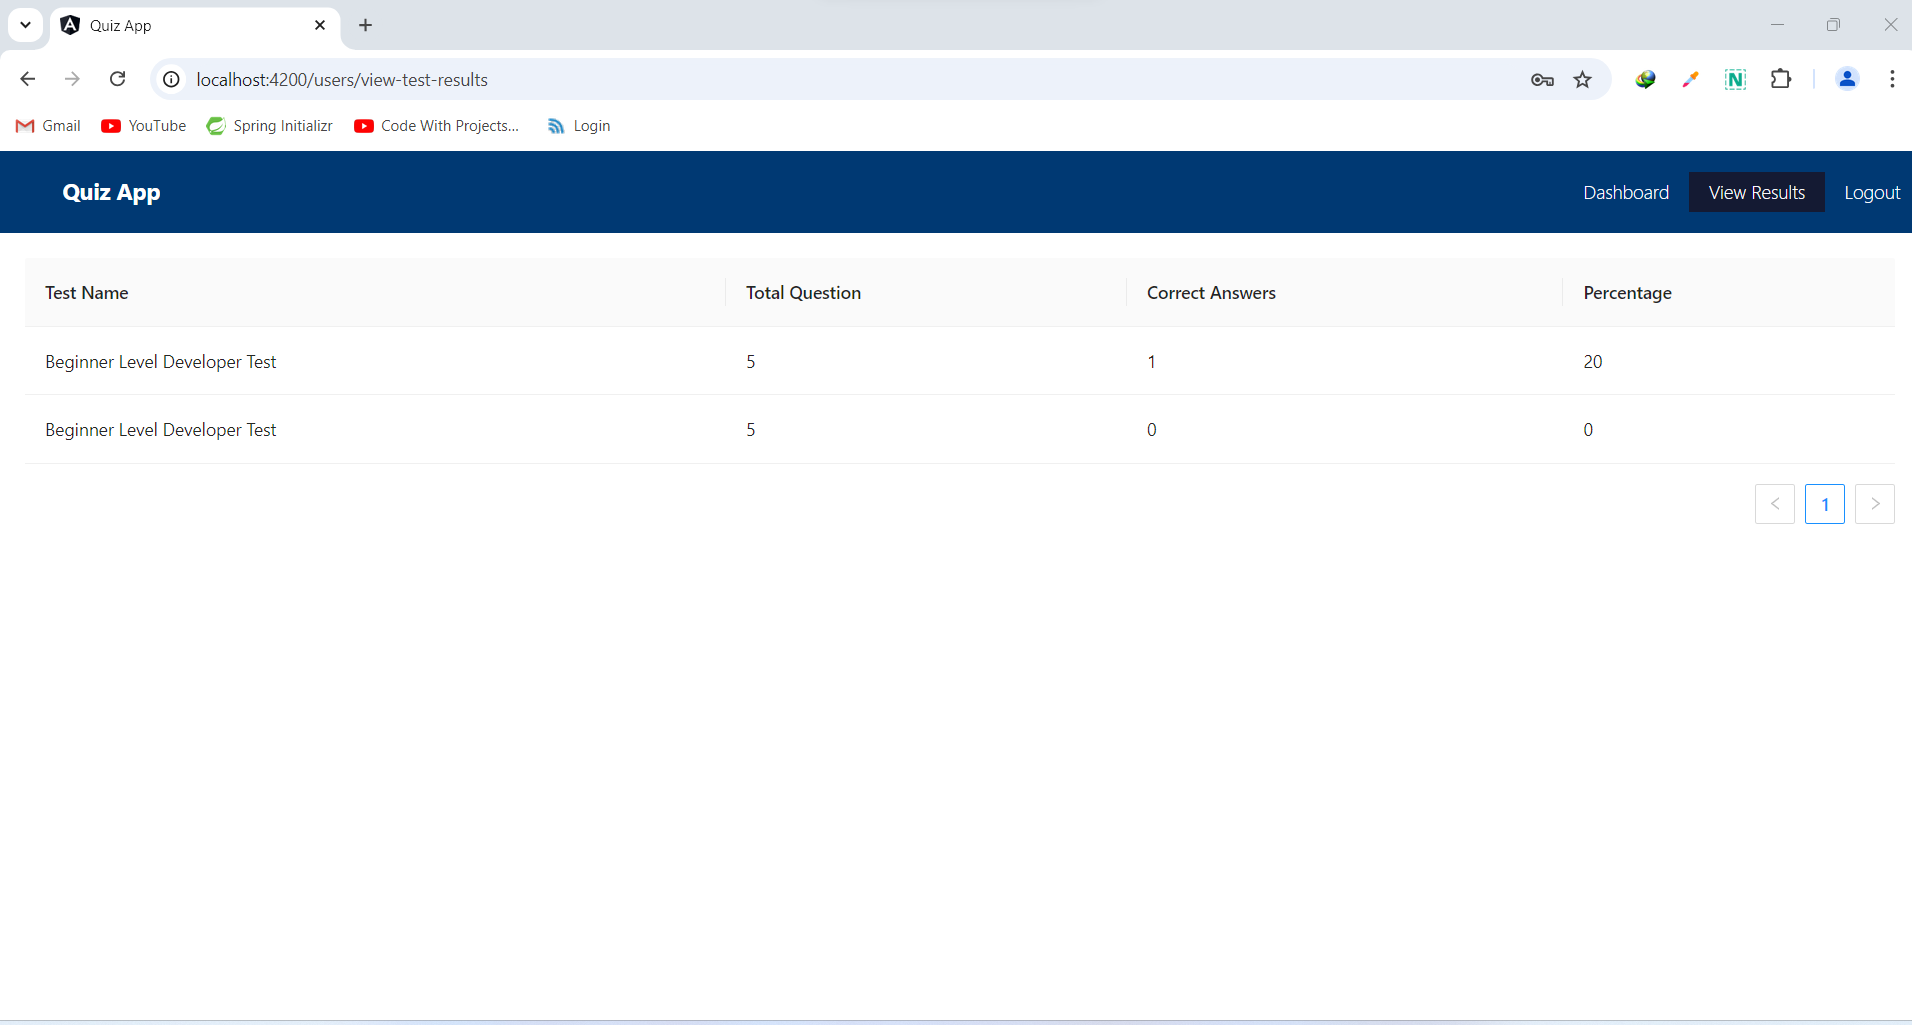 Quiz App
localhost:4200/users/view-test-results
Gmail YouTube Spring Initializr Code With Projects... Login
Quiz App Dashboard View Results Logout
Test Name Total Question Correct Answers Percentage
Beginner Level Developer Test 5 1 20
Beginner Level Developer Test 5 0 0
< 1 >